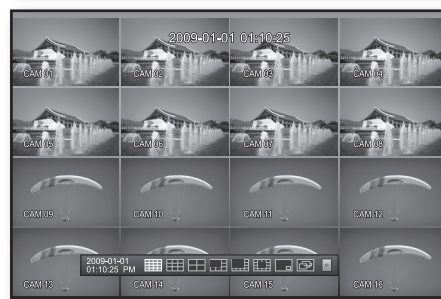 2009-01-01 01:10:25
CAM 01 CAM 02 CAM 03 CAM 04
CAM 05 CAM 06 CAM 07 CAM 08
CAM 09 CAM 10 CAM 11 CAM 12
2009-01-01
01:10:25 PM
CAM 13 CAM 14 CAM 15 CAM 16